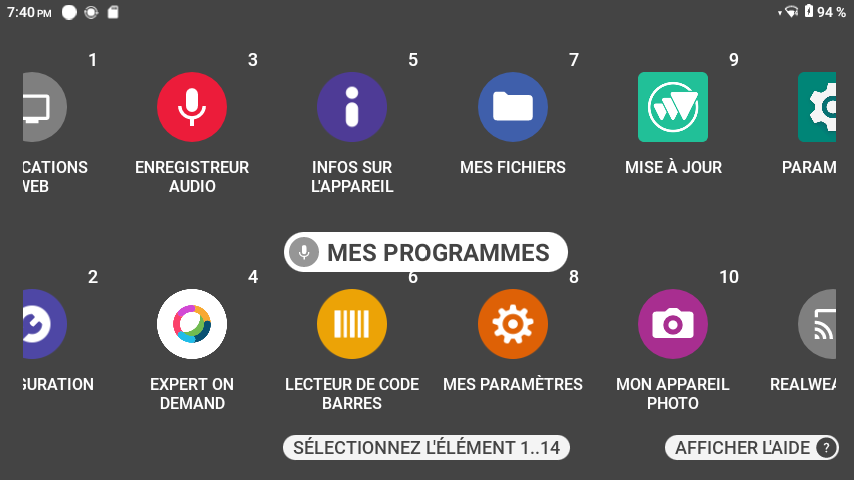 7:40 PM 94 %
1 3 5 7 9
CATIONS ENREGISTREUR INFOS SUR MES FICHIERS MISE À JOUR PARAM
WEB AUDIO L'APPAREIL
MES PROGRAMMES
2 4 6 8 10
GURATION EXPERT ON LECTEUR DE CODE MES PARAMÈTRES MON APPAREIL REALWEA
DEMAND BARRES PHOTO
SÉLECTIONNEZ L'ÉLÉMENT 1..14 AFFICHER L'AIDE ?